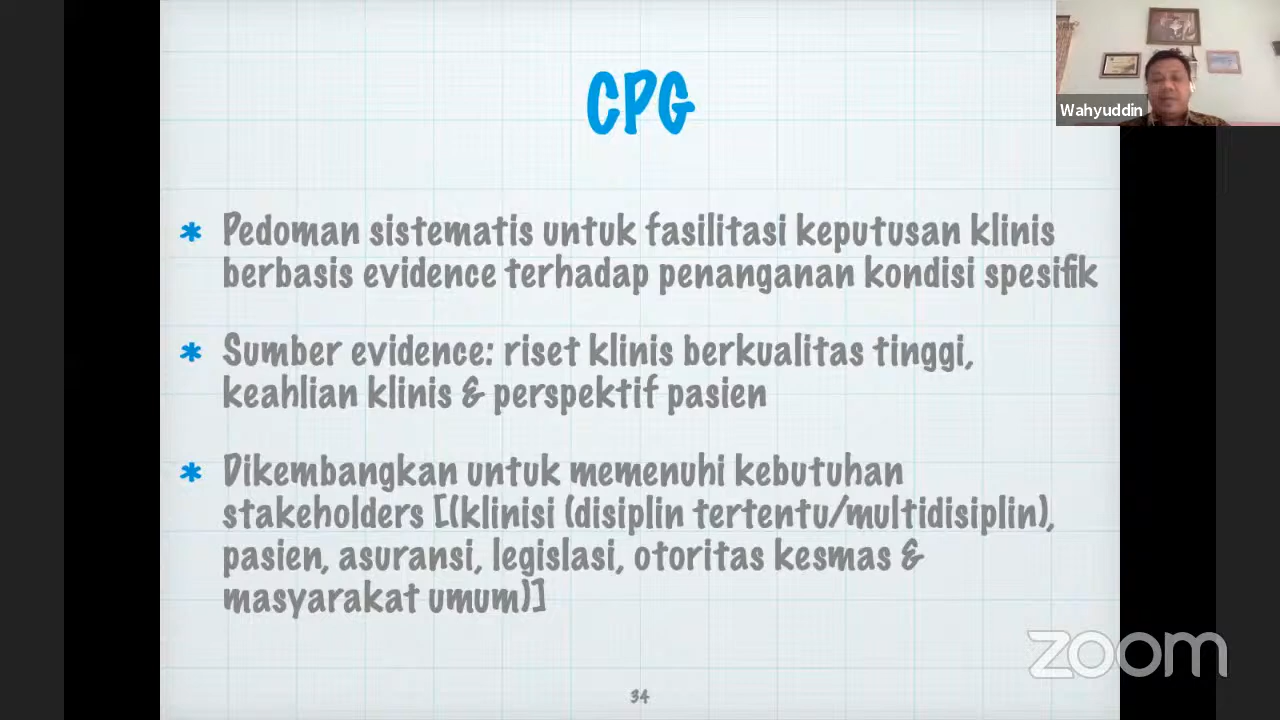 CPG
Wahyuddin
* Pedoman sistematis untuk fasilitasi keputusan klinis
berbasis evidence terhadap penanganan kondisi spesifik
* Sumber evidence: riset klinis berkualitas tinggi,
keahlian klinis & perspektif pasien
* Dikembangkan untuk memenuhi kebutuhan
stakeholders [(klinisi (disiplin tertentu/multidisiplin),
pasien, asuransi, legislasi, otoritas kesmas &
masyarakat umum)]
zoom
34